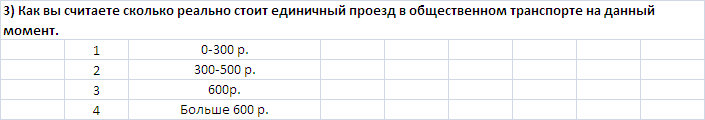 3) Как вы считаете сколько реально стоит единичный проезд в общественном транспорте на данный
момент.
1 0-300 р.
2 300-500 р.
3 600р.
4 Больше 600 р.